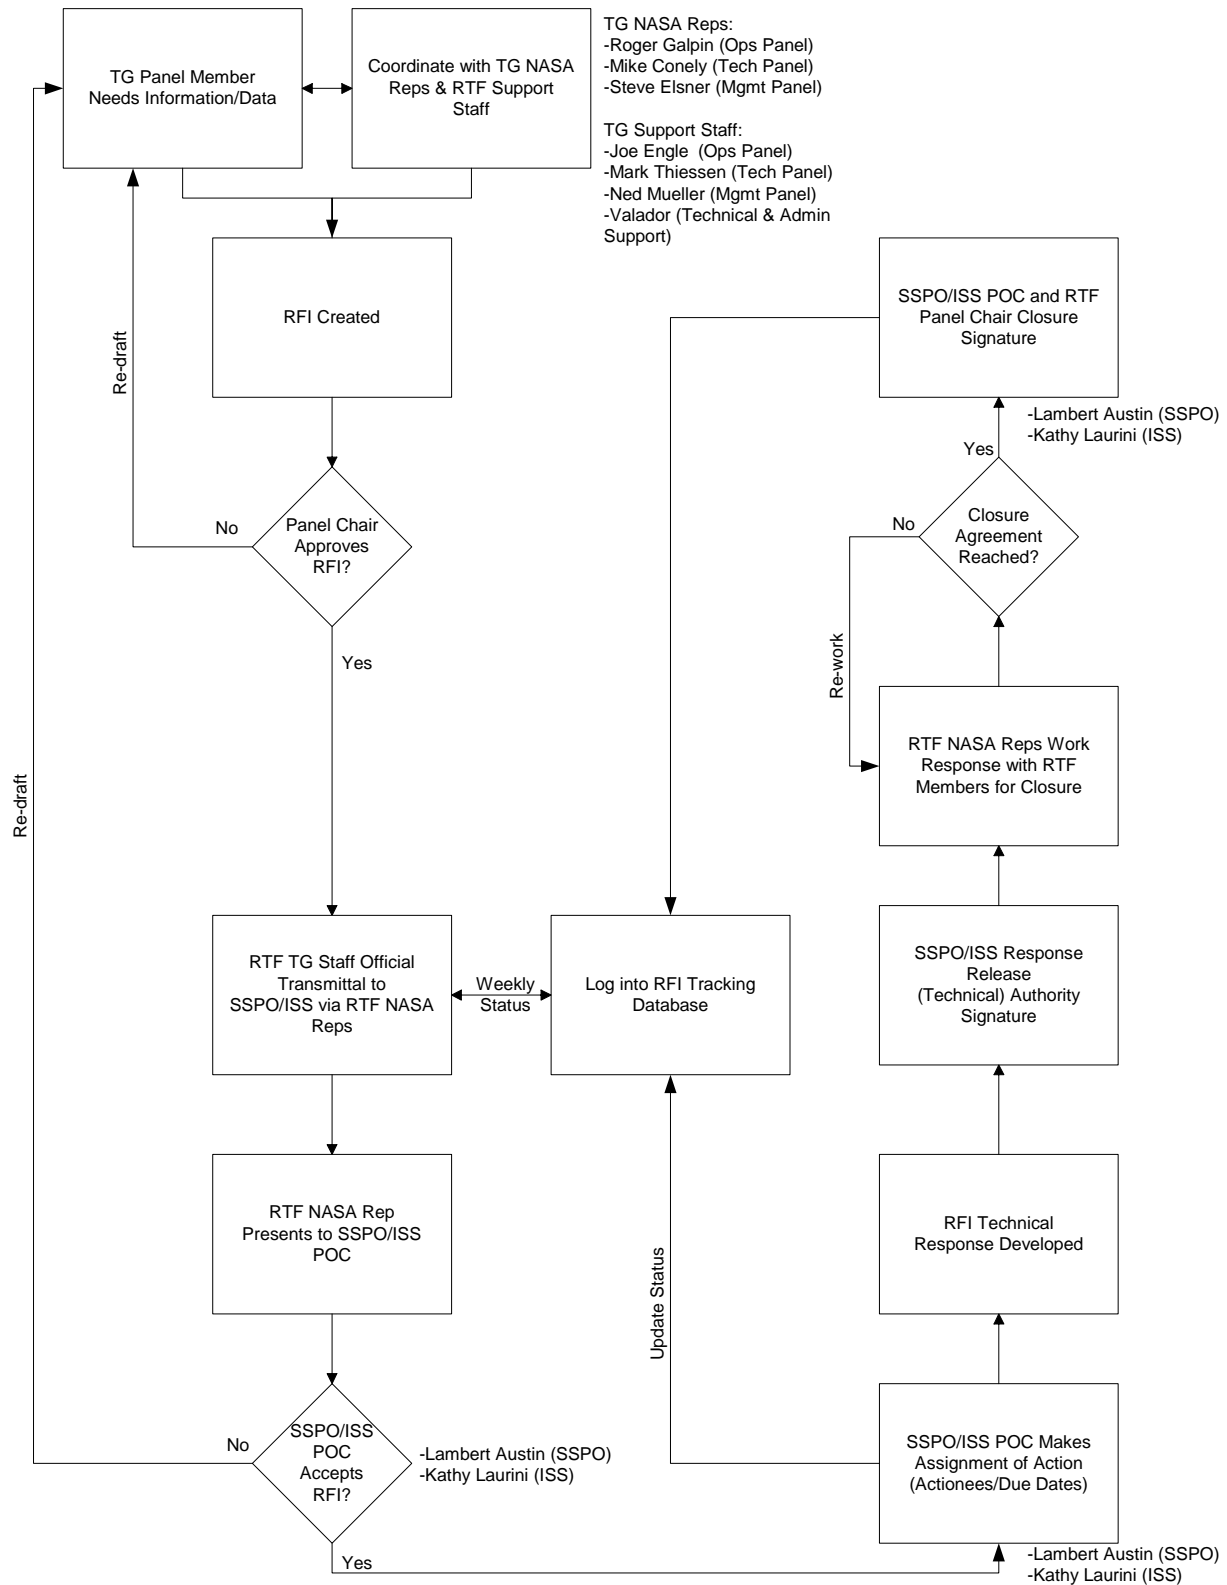 TG Panel Member
Needs Information/Data
Coordinate with TG NASA
Reps & RTF Support
Staff
TG NASA Reps:
-Roger Galpin (Ops Panel)
-Mike Conely (Tech Panel)
-Steve Elsner (Mgmt Panel)
TG Support Staff:
-Joe Engle (Ops Panel)
-Mark Thiessen (Tech Panel)
-Ned Mueller (Mgmt Panel)
-Valador (Technical & Admin
Support)
RFI Created
Re-draft
No
Panel Chair
Approves
RFI?
Yes
Re-draft
RTF TG Staff Official
Transmittal to
SSPO/ISS via RTF NASA
Reps
Weekly
Status
Log into RFI Tracking
Database
RTF NASA Rep
Presents to SSPO/ISS
POC
No
SSPO/ISS
POC
Accepts
RFI?
-Lambert Austin (SSPO)
-Kathy Laurini (ISS)
Yes
Update Status
SSPO/ISS POC and RTF
Panel Chair Closure
Signature
-Lambert Austin (SSPO)
-Kathy Laurini (ISS)
Yes
No
Closure
Agreement
Reached?
Re-work
RTF NASA Reps Work
Response with RTF
Members for Closure
SSPO/ISS Response
Release
(Technical) Authority
Signature
RFI Technical
Response Developed
SSPO/ISS POC Makes
Assignment of Action
(Actionees/Due Dates)
-Lambert Austin (SSPO)
-Kathy Laurini (ISS)